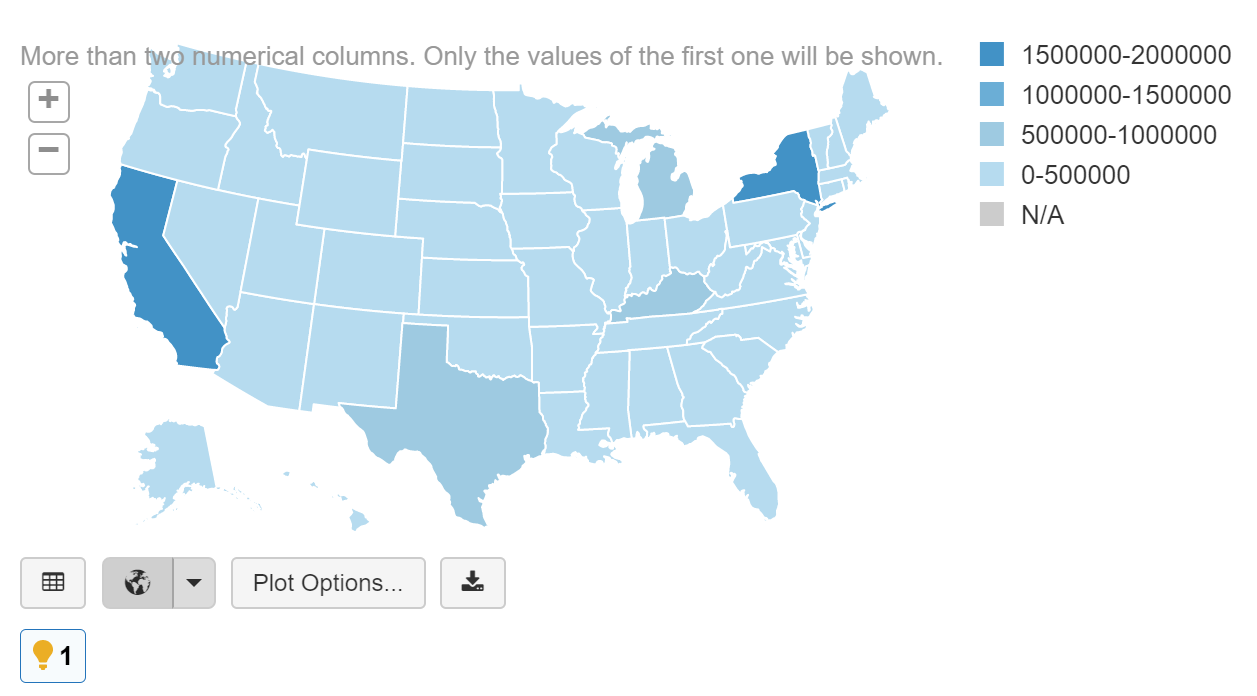 More than two numerical columns. Only the values of the first one will be shown.
+
−
1500000-2000000
1000000-1500000
500000-1000000
0-500000
N/A
Plot Options...
1